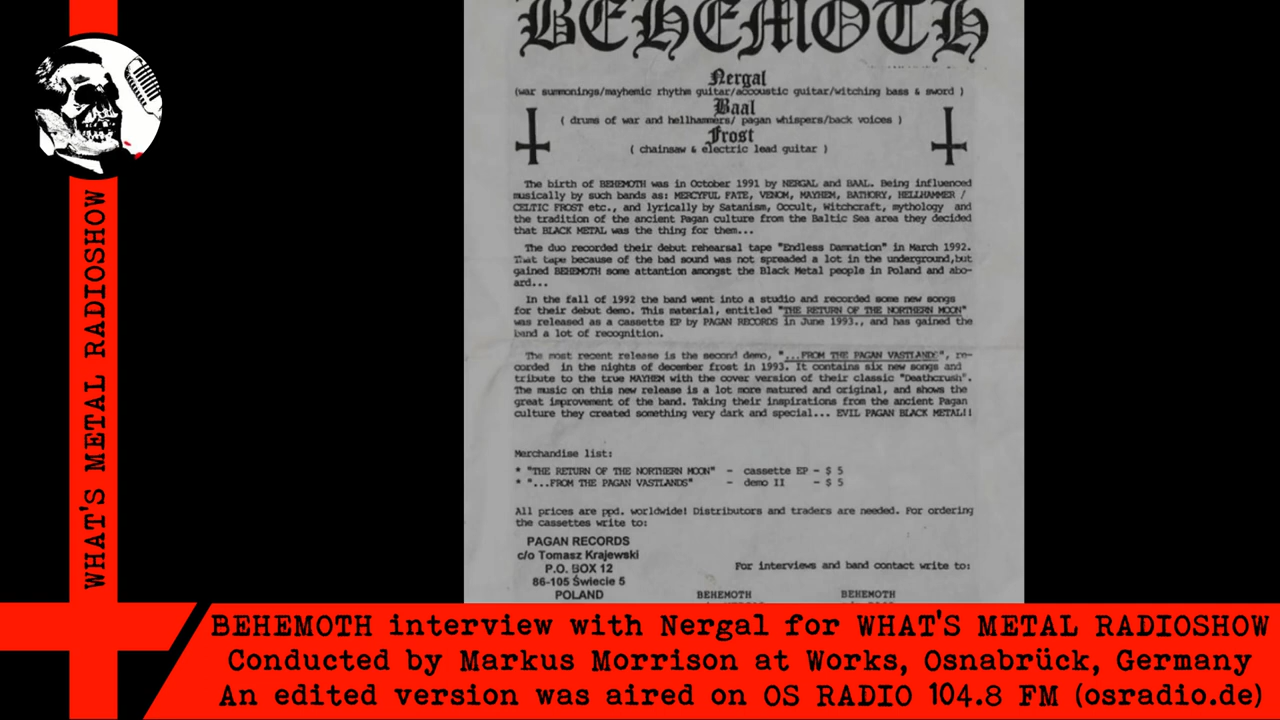 BEHEMOTH
Nergal
(war summonings/mayhemic rhythm guitar/accoustic guitar/witching bass & sword )
Baal
( drums of war and hellhammers/ pagan whispers/back voices )
Frost
( chainsaw & electric lead guitar )
The birth of BEHEMOTH was in October 1991 by NERGAL and BAAL. Being influenced
musically by such bands as: MERCYFUL FATE, VENOM, MAYHEM, BATHORY, HELLHAMMER /
CELTIC FROST etc., and lyrically by Satanism, Occult, Witchcraft, mythology and
the tradition of the ancient Pagan culture from the Baltic Sea area they decided
that BLACK METAL was the thing for them...
The duo recorded their debut rehearsal tape "Endless Damnation" in March 1992.
That tape because of the bad sound was not spreaded a lot in the underground,but
gained BEHEMOTH some attantion amongst the Black Metal people in Poland and abo-
ard...
In the fall of 1992 the band went into a studio and recorded some new songs
for their debut demo. This material, entitled "THE RETURN OF THE NORTHERN MOON"
was released as a cassette EP by PAGAN RECORDS in June 1993., and has gained the
band a lot of recognition.
The most recent release is the second demo, "...FROM THE PAGAN VASTLANDS", re-
corded in the nights of december frost in 1993. It contains six new songs and
tribute to the true MAYHEM with the cover version of their classic "Deathcrush".
The music on this new release is a lot more matured and original, and shows the
great improvement of the band. Taking their inspirations from the ancient Pagan
culture they created something very dark and special... EVIL PAGAN BLACK METAL!!
Merchandise list:
* "THE RETURN OF THE NORTHERN MOON" - cassette EP - $ 5
* "...FROM THE PAGAN VASTLANDS" - demo II - $ 5
All prices are ppd. worldwide! Distributors and traders are needed. For ordering
the cassettes write to:
PAGAN RECORDS
c/o Tomasz Krajewski
P.O. BOX 12
86-105 Świecie 5
POLAND
For interviews and band contact write to:
BEHEMOTH BEHEMOTH
WHAT'S METAL RADIOSHOW
BEHEMOTH interview with Nergal for WHAT'S METAL RADIOSHOW
Conducted by Markus Morrison at Works, Osnabrück, Germany
An edited version was aired on OS RADIO 104.8 FM (osradio.de)